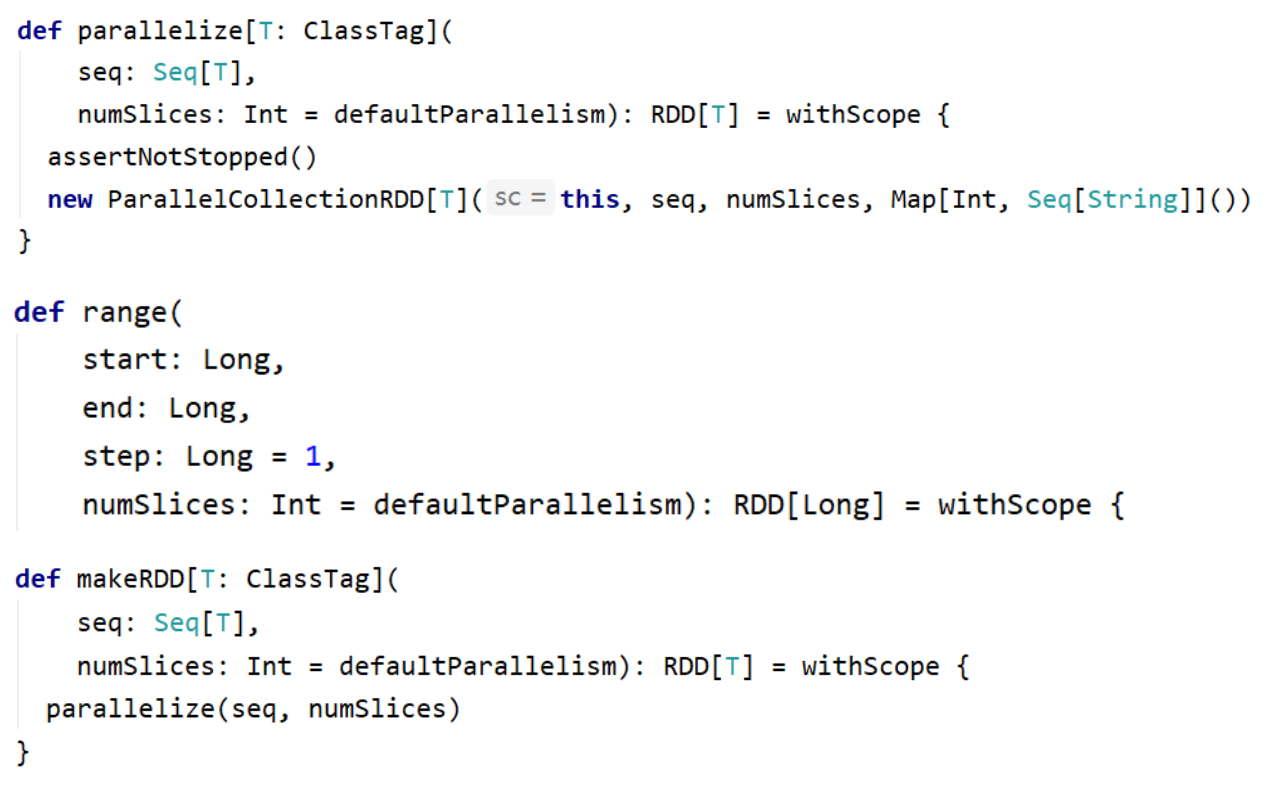 def parallelize[T: ClassTag](
    seq: Seq[T],
    numSlices: Int = defaultParallelism): RDD[T] = withScope {
  assertNotStopped()
  new ParallelCollectionRDD[T]( sc = this, seq, numSlices, Map[Int, Seq[String]]())
}
def range(
    start: Long,
    end: Long,
    step: Long = 1,
    numSlices: Int = defaultParallelism): RDD[Long] = withScope {
def makeRDD[T: ClassTag](
    seq: Seq[T],
    numSlices: Int = defaultParallelism): RDD[T] = withScope {
  parallelize(seq, numSlices)
}